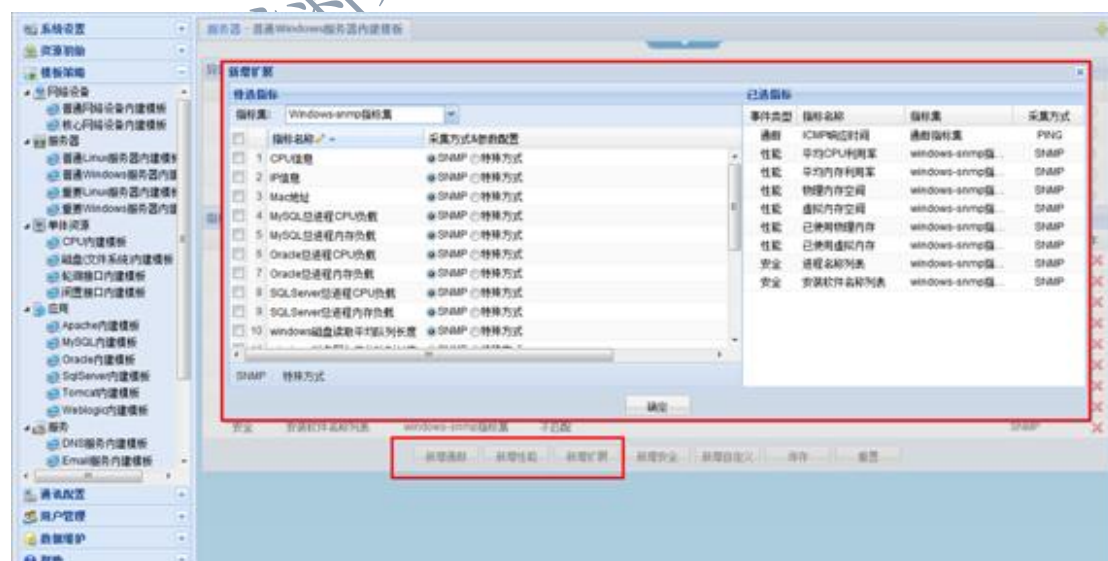 系统设置
资源初始
模板策略
网络设备
普通网络设备内建模板
核心网络设备内建模板
服务器
普通Linux服务器内建模
普通Windows服务器内建
重要Linux服务器内建模
重要Windows服务器内建
单体资源
CPU内建模板
磁盘(文件系统)内建模板
松绑接口内建模板
闲置接口内建模板
应用
Apache内建模板
MySQL内建模板
Oracle内建模板
SqlServer内建模板
Tomcat内建模板
Weblogic内建模板
服务
DNS服务内建模板
Email服务内建模板
通讯配置
用户管理
数据维护
帮助
服务器 - 普通Windows服务器内建模板
新增扩展
待选指标
指标集: Windows-snmp指标集
指标名称 采集方式&参数配置
1 CPU信息 SNMP 特殊方式
2 IP信息 SNMP 特殊方式
3 Mac地址 SNMP 特殊方式
4 MySQL总进程CPU负载 SNMP 特殊方式
5 MySQL总进程内存负载 SNMP 特殊方式
6 Oracle总进程CPU负载 SNMP 特殊方式
7 Oracle总进程内存负载 SNMP 特殊方式
8 SQLServer总进程CPU负载 SNMP 特殊方式
9 SQLServer总进程内存负载 SNMP 特殊方式
10 windows磁盘读取平均队列长度 SNMP 特殊方式
SNMP 特殊方式
已选指标
事件类型 指标名称 指标集 采集方式
通断 ICMP响应时间 通断指标集 PING
性能 平均CPU利用率 windows-snmp指... SNMP
性能 平均内存利用率 windows-snmp指... SNMP
性能 物理内存空间 windows-snmp指... SNMP
性能 虚拟内存空间 windows-snmp指... SNMP
性能 已使用物理内存 windows-snmp指... SNMP
性能 已使用虚拟内存 windows-snmp指... SNMP
安全 进程名称列表 windows-snmp指... SNMP
安全 安装软件名称列表 windows-snmp指... SNMP
确定
安全 安装软件名称列表 windows-snmp指标集 不匹配 SNMP
新增通断 新增性能 新增扩展 新增安全 新增自定义 保存 重置